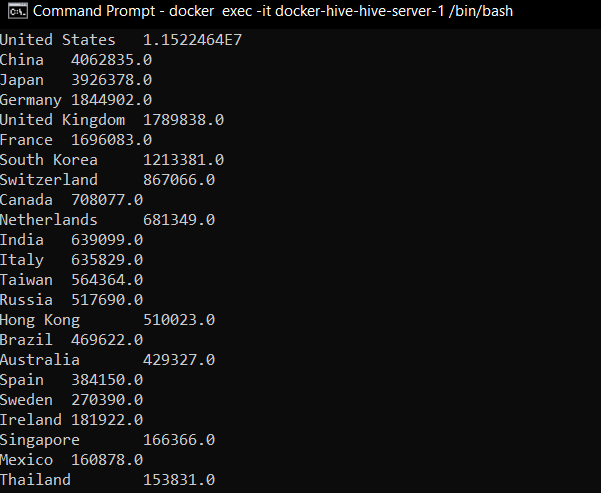 Command Prompt - docker exec -it docker-hive-hive-server-1 /bin/bash
United States 1.1522464E7
China 4062835.0
Japan 3926378.0
Germany 1844902.0
United Kingdom 1789838.0
France 1696083.0
South Korea 1213381.0
Switzerland 867066.0
Canada 708077.0
Netherlands 681349.0
India 639099.0
Italy 635829.0
Taiwan 564364.0
Russia 517690.0
Hong Kong 510023.0
Brazil 469622.0
Australia 429327.0
Spain 384150.0
Sweden 270390.0
Ireland 181922.0
Singapore 166366.0
Mexico 160878.0
Thailand 153831.0